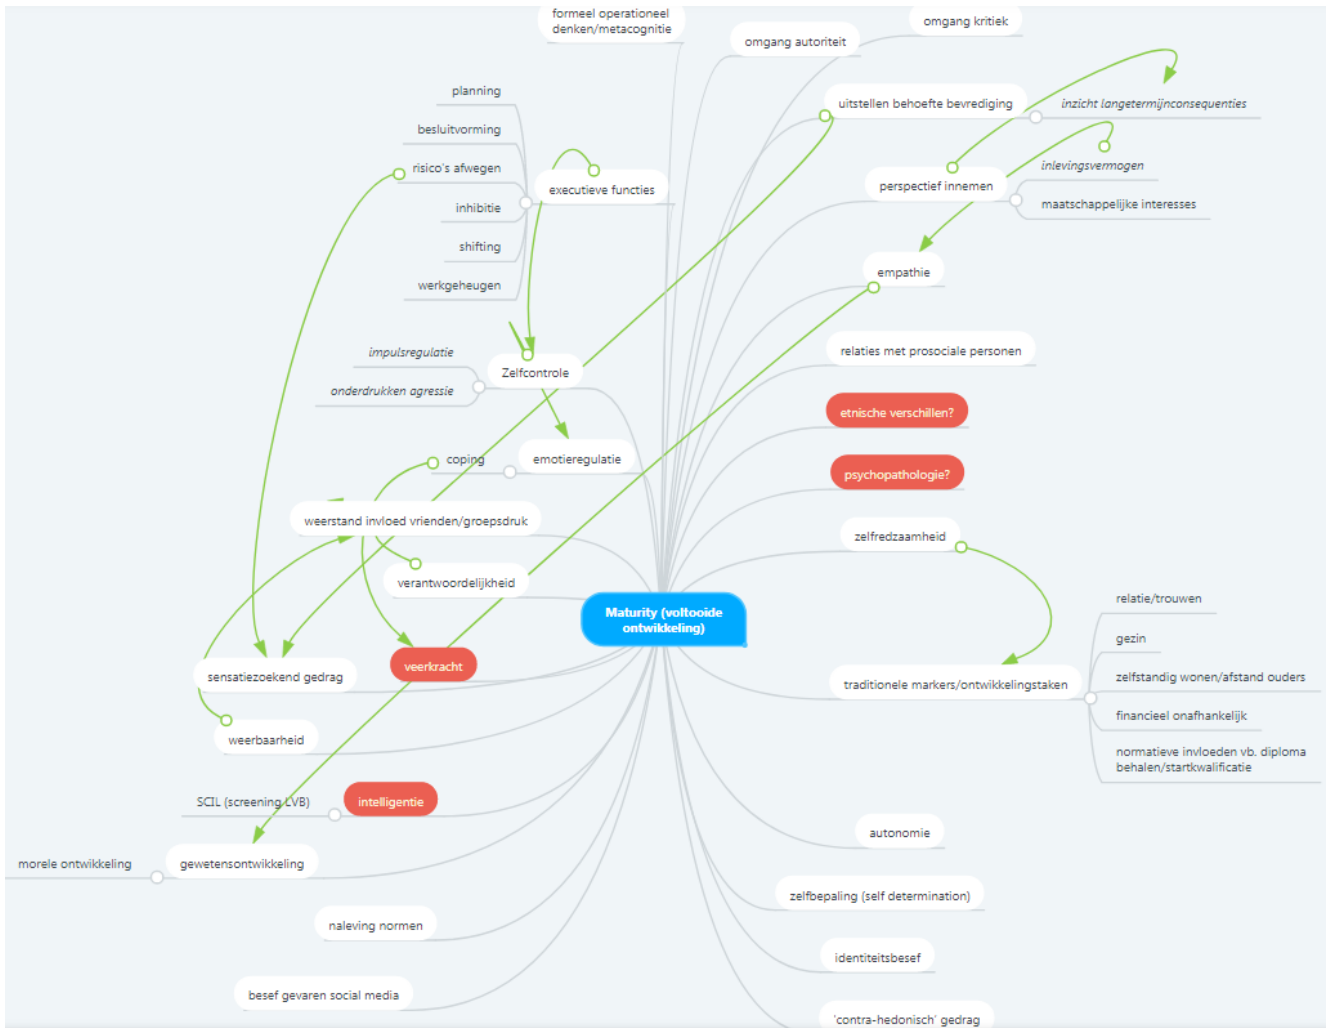 formeel operationeel
denken/metacognitie
omgang autoriteit
omgang kritiek
planning
besluitvorming
risico's afwegen
inhibitie
shifting
werkgeheugen
executieve functies
uitstellen behoefte bevrediging
inzicht langetermijnconsequenties
perspectief innemen
inlevingsvermogen
maatschappelijke interesses
empathie
impulsregulatie
onderdrukken agressie
Zelfcontrole
relaties met prosociale personen
etnische verschillen?
coping
emotieregulatie
psychopathologie?
weerstand invloed vrienden/groepsdruk
zelfredzaamheid
verantwoordelijkheid
Maturity (voltooide
ontwikkeling)
relatie/trouwen
gezin
zelfstandig wonen/afstand ouders
financieel onafhankelijk
normatieve invloeden vb. diploma
behalen/startkwalificatie
traditionele markers/ontwikkelingstaken
sensatiezoekend gedrag
veerkracht
weerbaarheid
SCIL (screening LVB)
intelligentie
autonomie
morele ontwikkeling
gewetensontwikkeling
zelfbepaling (self determination)
naleving normen
identiteitsbesef
besef gevaren social media
'contra-hedonisch' gedrag